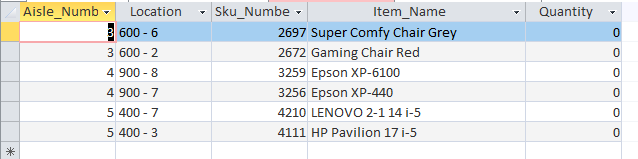 Aisle_Numb Location Sku_Numbe Item_Name Quantity
3 600 - 6 2697 Super Comfy Chair Grey 0
3 600 - 2 2672 Gaming Chair Red 0
4 900 - 8 3259 Epson XP-6100 0
4 900 - 7 3256 Epson XP-440 0
5 400 - 7 4210 LENOVO 2-1 14 i-5 0
5 400 - 3 4111 HP Pavilion 17 i-5 0